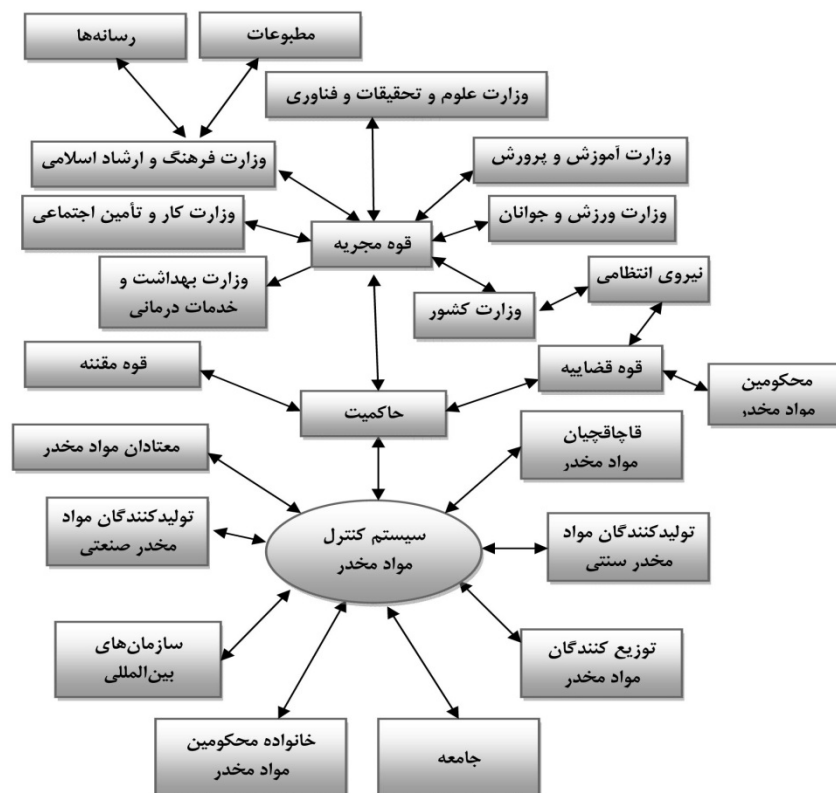 مطبوعات
رسانه‌ها
وزارت علوم و تحقیقات و فناوری
وزارت آموزش و پرورش
وزارت فرهنگ و ارشاد اسلامی
وزارت ورزش و جوانان
وزارت کار و تأمین اجتماعی
قوه مجریه
نیروی انتظامی
وزارت بهداشت و
خدمات درمانی
وزارت کشور
قوه قضاییه
قوه مقننه
محکومین
مواد مخدر
حاکمیت
قاچاقچیان
مواد مخدر
معتادان مواد مخدر
تولیدکنندگان مواد
مخدر سنتی
سیستم کنترل
مواد مخدر
تولیدکنندگان مواد
مخدر صنعتی
توزیع کنندگان
مواد مخدر
سازمان‌های
بین‌المللی
جامعه
خانواده محکومین
مواد مخدر